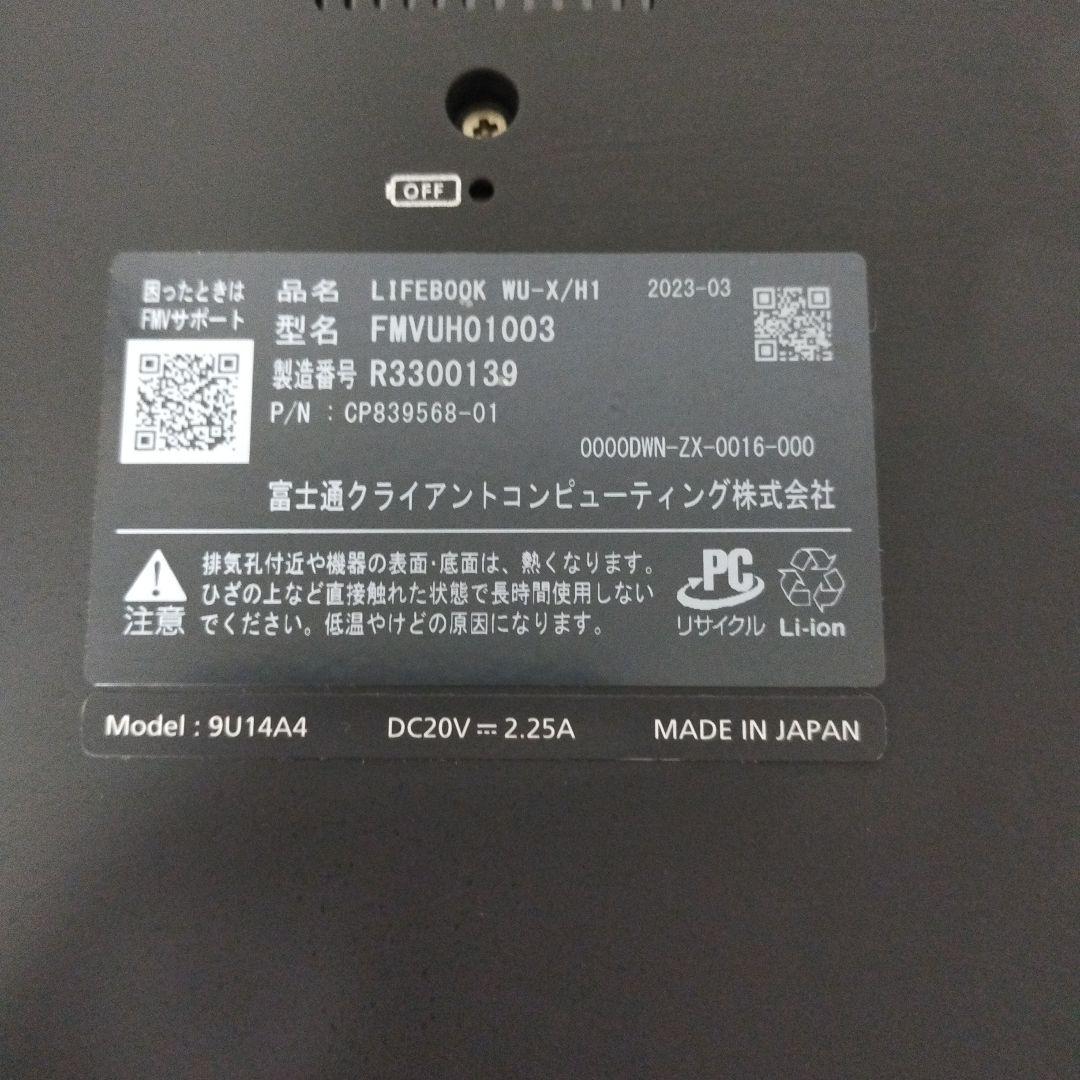 OFF
困ったときは
FMVサポート
品名 LIFEBOOK WU-X/H1 2023-03
型名 FMVUH01003
製造番号 R3300139
P/N : CP839568-01
0000DWN-ZX-0016-000
富士通クライアントコンピューティング株式会社
注意
排気孔付近や機器の表面・底面は、熱くなります。
ひざの上など直接触れた状態で長時間使用しない
でください。低温やけどの原因になります。
PC
リサイクル
Li-ion
Model : 9U14A4 DC20V ⎓ 2.25A MADE IN JAPAN